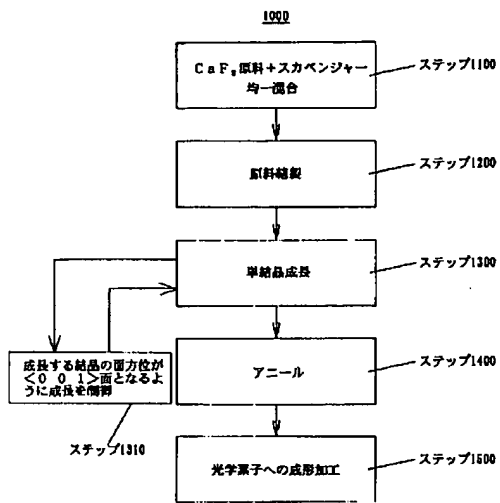 1000
CaF₂原料+スカベンジャー
均一混合
ステップ1100
原料精製
ステップ1200
単結晶成長
ステップ1300
成長する結晶の面方位が
<0 0 1>面となるよ
うに成長を制御
ステップ1310
アニール
ステップ1400
光学素子への成形加工
ステップ1500